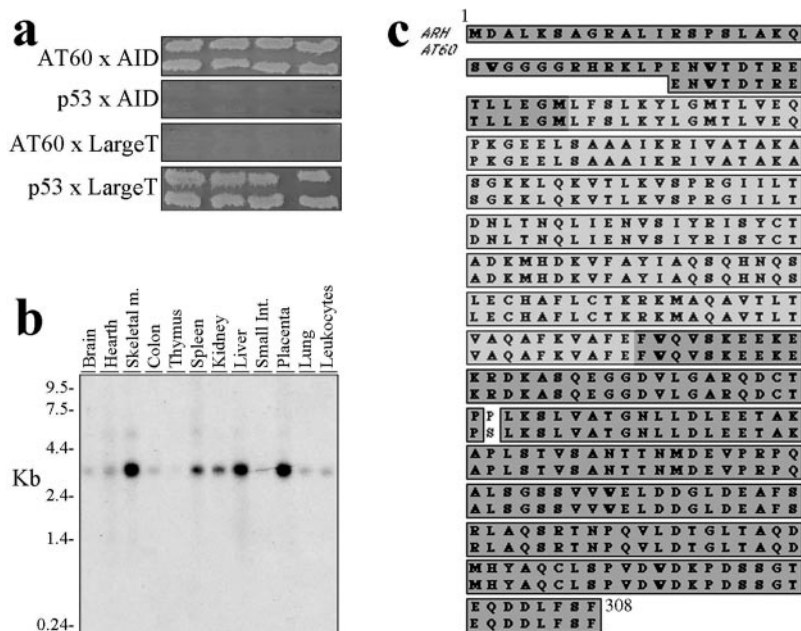 a
AT60 x AID
p53 x AID
AT60 x LargeT
p53 x LargeT
b
Brain
Hearth
Skeletal m.
Colon
Thymus
Spleen
Kidney
Liver
Small Int.
Placenta
Lung
Leukocytes
9.5-
7.5-
4.4-
Kb
2.4-
1.4-
0.24-
c
1
ARH
AT60
M D A L K S A G R A L I R S P S L A K Q
S W G G G G R H R K L P E N W T D T R E
E N W T D T R E
T L L E G M L F S L K Y L G M T L V E Q
T L L E G M L F S L K Y L G M T L V E Q
P K G E E L S A A A I K R I V A T A K A
P K G E E L S A A A I K R I V A T A K A
S G K K L Q K V T L K V S P R G I I L T
S G K K L Q K V T L K V S P R G I I L T
D N L T N Q L I E N V S I Y R I S Y C T
D N L T N Q L I E N V S I Y R I S Y C T
A D K M H D K V F A Y I A Q S Q H N Q S
A D K M H D K V F A Y I A Q S Q H N Q S
L E C H A F L C T K R K M A Q A V T L T
L E C H A F L C T K R K M A Q A V T L T
V A Q A F K V A F E F W Q V S K E E K E
V A Q A F K V A F E F W Q V S K E E K E
K R D K A S Q E G G D V L G A R Q D C T
K R D K A S Q E G G D V L G A R Q D C T
P P L K S L V A T G N L L D L E E T A K
P S L K S L V A T G N L L D L E E T A K
A P L S T V S A N T T N M D E V P R P Q
A P L S T V S A N T T N M D E V P R P Q
A L S G S S V V W E L D D G L D E A F S
A L S G S S V V W E L D D G L D E A F S
R L A Q S R T N P Q V L D T G L T A Q D
R L A Q S R T N P Q V L D T G L T A Q D
M H Y A Q C L S P V D W D K P D S S G T
M H Y A Q C L S P V D W D K P D S S G T
E Q D D L F S F 308
E Q D D L F S F